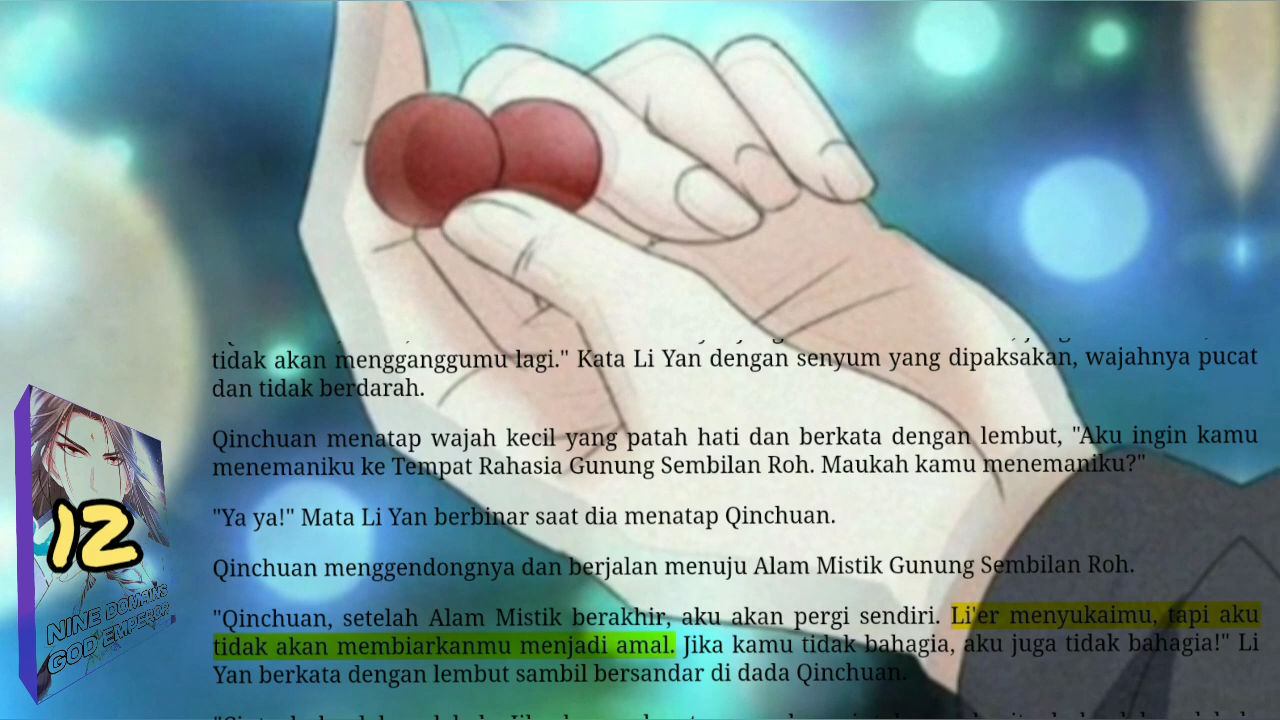 tidak akan mengganggumu lagi." Kata Li Yan dengan senyum yang dipaksakan, wajahnya pucat
dan tidak berdarah.
Qinchuan menatap wajah kecil yang patah hati dan berkata dengan lembut, "Aku ingin kamu
menemaniku ke Tempat Rahasia Gunung Sembilan Roh. Maukah kamu menemaniku?"
"Ya ya!" Mata Li Yan berbinar saat dia menatap Qinchuan.
Qinchuan menggendongnya dan berjalan menuju Alam Mistik Gunung Sembilan Roh.
"Qinchuan, setelah Alam Mistik berakhir, aku akan pergi sendiri. Li'er menyukaimu, tapi aku
tidak akan membiarkanmu menjadi amal. Jika kamu tidak bahagia, aku juga tidak bahagia!" Li
Yan berkata dengan lembut sambil bersandar di dada Qinchuan.
12
NINE DOMAINS
GOD EMPEROR